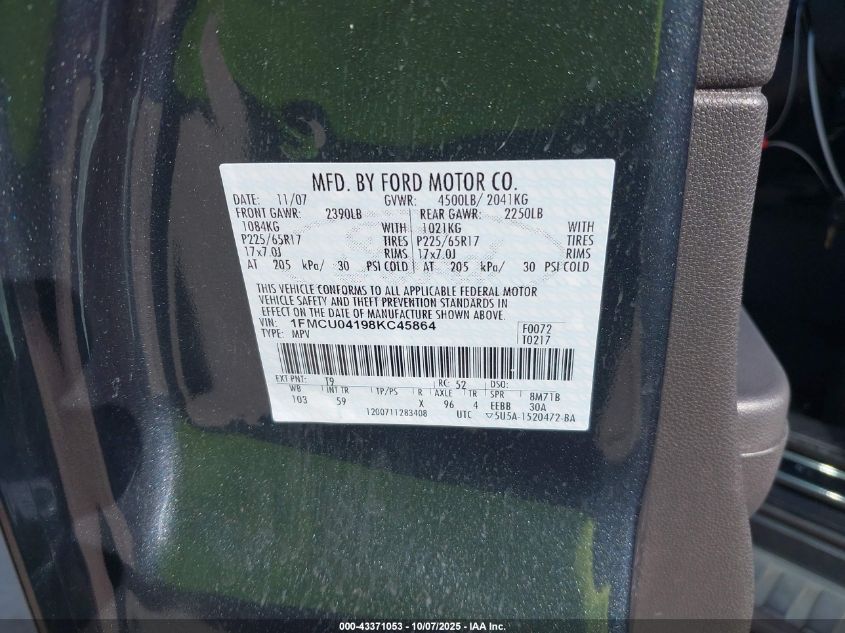 MFD. BY FORD MOTOR CO.
DATE: 11/07 GVWR: 4500LB/ 2041KG
FRONT GAWR: 2390LB REAR GAWR: 2250LB
1084KG WITH 1021KG WITH
P225/65R17 TIRES P225/65R17 TIRES
17x7.0J RIMS 17x7.0J RIMS
AT 205 kPa/ 30 PSI COLD AT 205 kPa/ 30 PSI COLD
THIS VEHICLE CONFORMS TO ALL APPLICABLE FEDERAL MOTOR
VEHICLE SAFETY AND THEFT PREVENTION STANDARDS IN
EFFECT ON THE DATE OF MANUFACTURE SHOWN ABOVE.
VIN: 1FMCU04198KC45864 F0072
TYPE: MPV T0217
EXT PNT: T9 RC: 52 DSO:
WB INT TR TP/PS R AXLE TR SPR 8M71B
103 59 X 96 4 EEBB 30A
1200711283408 UTC ▽5U5A-1520472-BA
000-43371053 - 10/07/2025 - IAA Inc.